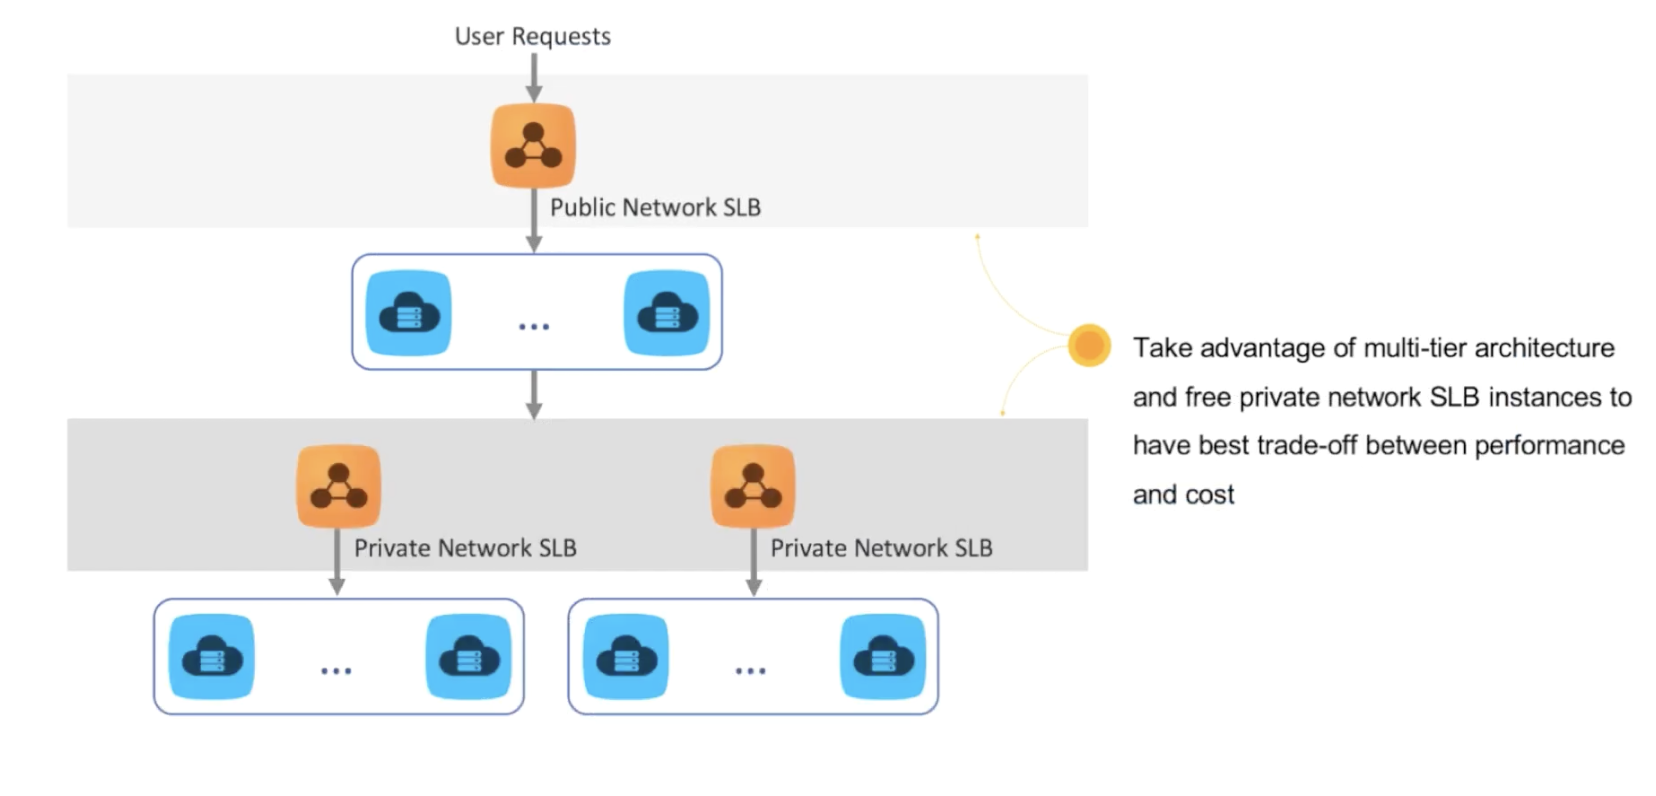 User Requests
Public Network SLB
...
Take advantage of multi-tier architecture
and free private network SLB instances to
have best trade-off between performance
and cost
Private Network SLB
Private Network SLB
...
...